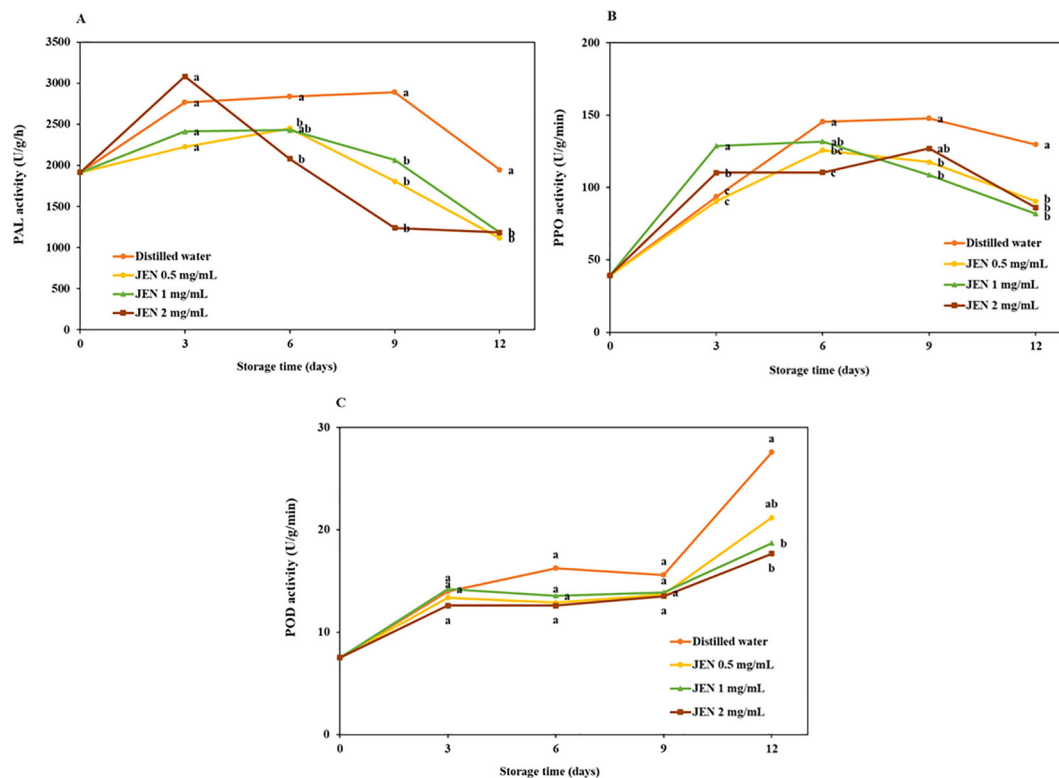 A
3500
3000
2500
2000
1500
1000
500
0
PAL activity (U/g/h)
a
a
a
a
a
b
ab
b
a
b
b
b
a
b
b
Distilled water
JEN 0.5 mg/mL
JEN 1 mg/mL
JEN 2 mg/mL
0 3 6 9 12
Storage time (days)
B
200
150
100
50
0
PPO activity (U/g/min)
a
b
c
c
a
ab
bc
c
a
ab
b
b
a
b
b
b
Distilled water
JEN 0.5 mg/mL
JEN 1 mg/mL
JEN 2 mg/mL
0 3 6 9 12
Storage time (days)
C
30
20
10
0
POD activity (U/g/min)
a
a
a
a
a
a
a
a
a
a
a
a
a
ab
b
b
Distilled water
JEN 0.5 mg/mL
JEN 1 mg/mL
JEN 2 mg/mL
0 3 6 9 12
Storage time (days)